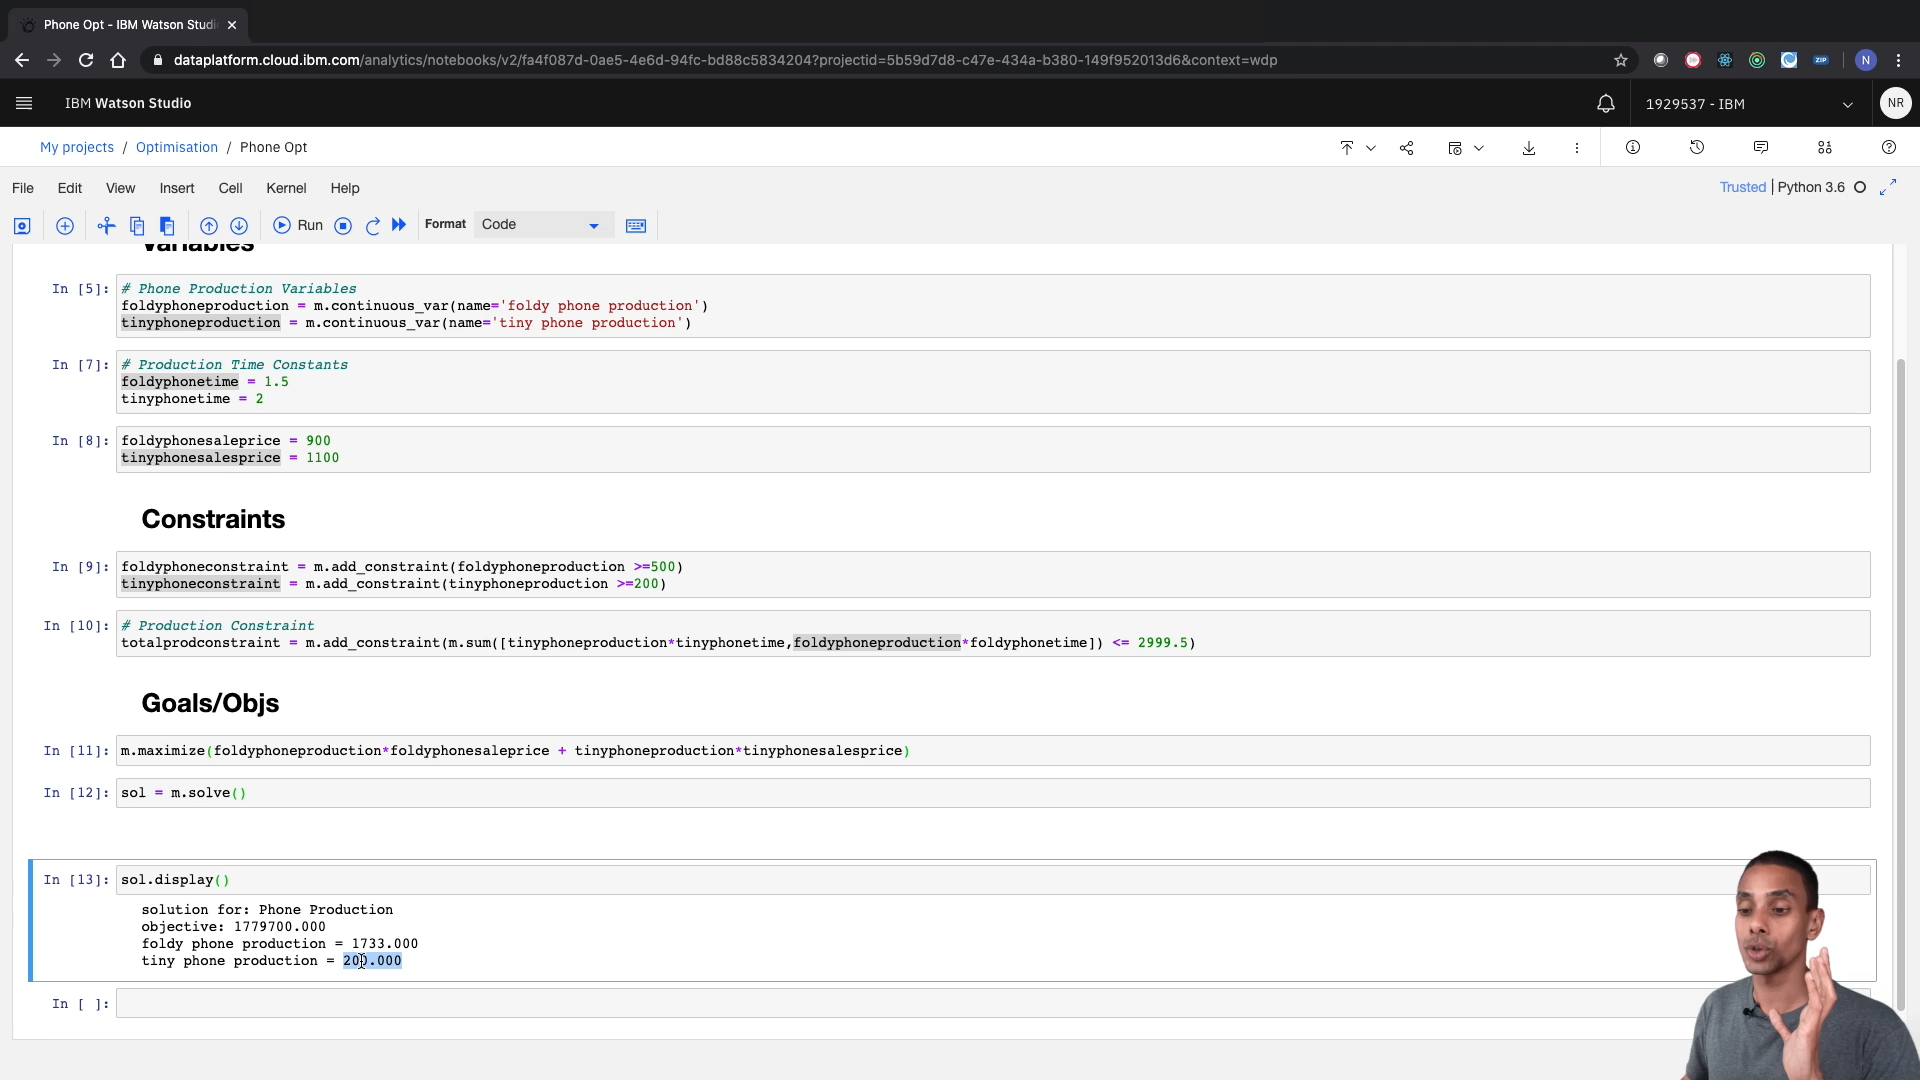 Phone Opt - IBM Watson Studi
dataplatform.cloud.ibm.com/analytics/notebooks/v2/fa4f087d-0ae5-4e6d-94fc-bd88c5834204?projectid=5b59d7d8-c47e-434a-b380-149f952013d6&context=wdp
ZIP
N
IBM Watson Studio
1929537 - IBM
NR
My projects / Optimisation / Phone Opt
File Edit View Insert Cell Kernel Help
Trusted | Python 3.6
Run
Format
Code
Variables
In [5]: # Phone Production Variables
foldyphoneproduction = m.continuous_var(name='foldy phone production')
tinyphoneproduction = m.continuous_var(name='tiny phone production')
In [7]: # Production Time Constants
foldyphonetime = 1.5
tinyphonetime = 2
In [8]: foldyphonesaleprice = 900
tinyphonesalesprice = 1100
Constraints
In [9]: foldyphoneconstraint = m.add_constraint(foldyphoneproduction >=500)
tinyphoneconstraint = m.add_constraint(tinyphoneproduction >=200)
In [10]: # Production Constraint
totalprodconstraint = m.add_constraint(m.sum([tinyphoneproduction*tinyphonetime,foldyphoneproduction*foldyphonetime]) <= 2999.5)
Goals/Objs
In [11]: m.maximize(foldyphoneproduction*foldyphonesaleprice + tinyphoneproduction*tinyphonesalesprice)
In [12]: sol = m.solve()
In [13]: sol.display()
solution for: Phone Production
objective: 1779700.000
foldy phone production = 1733.000
tiny phone production = 200.000
In [ ]: